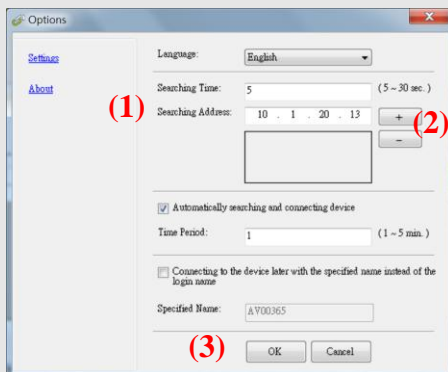 Options
Settings
About
Language: English
(1) Searching Time: 5 (5 ~ 30 sec.)
Searching Address: 10 . 1 . 20 . 13 + (2)
−
Automatically searching and connecting device
Time Period: 1 (1 ~ 5 min.)
Connecting to the device later with the specified name instead of the
login name
Specified Name: AV00365
(3) OK Cancel